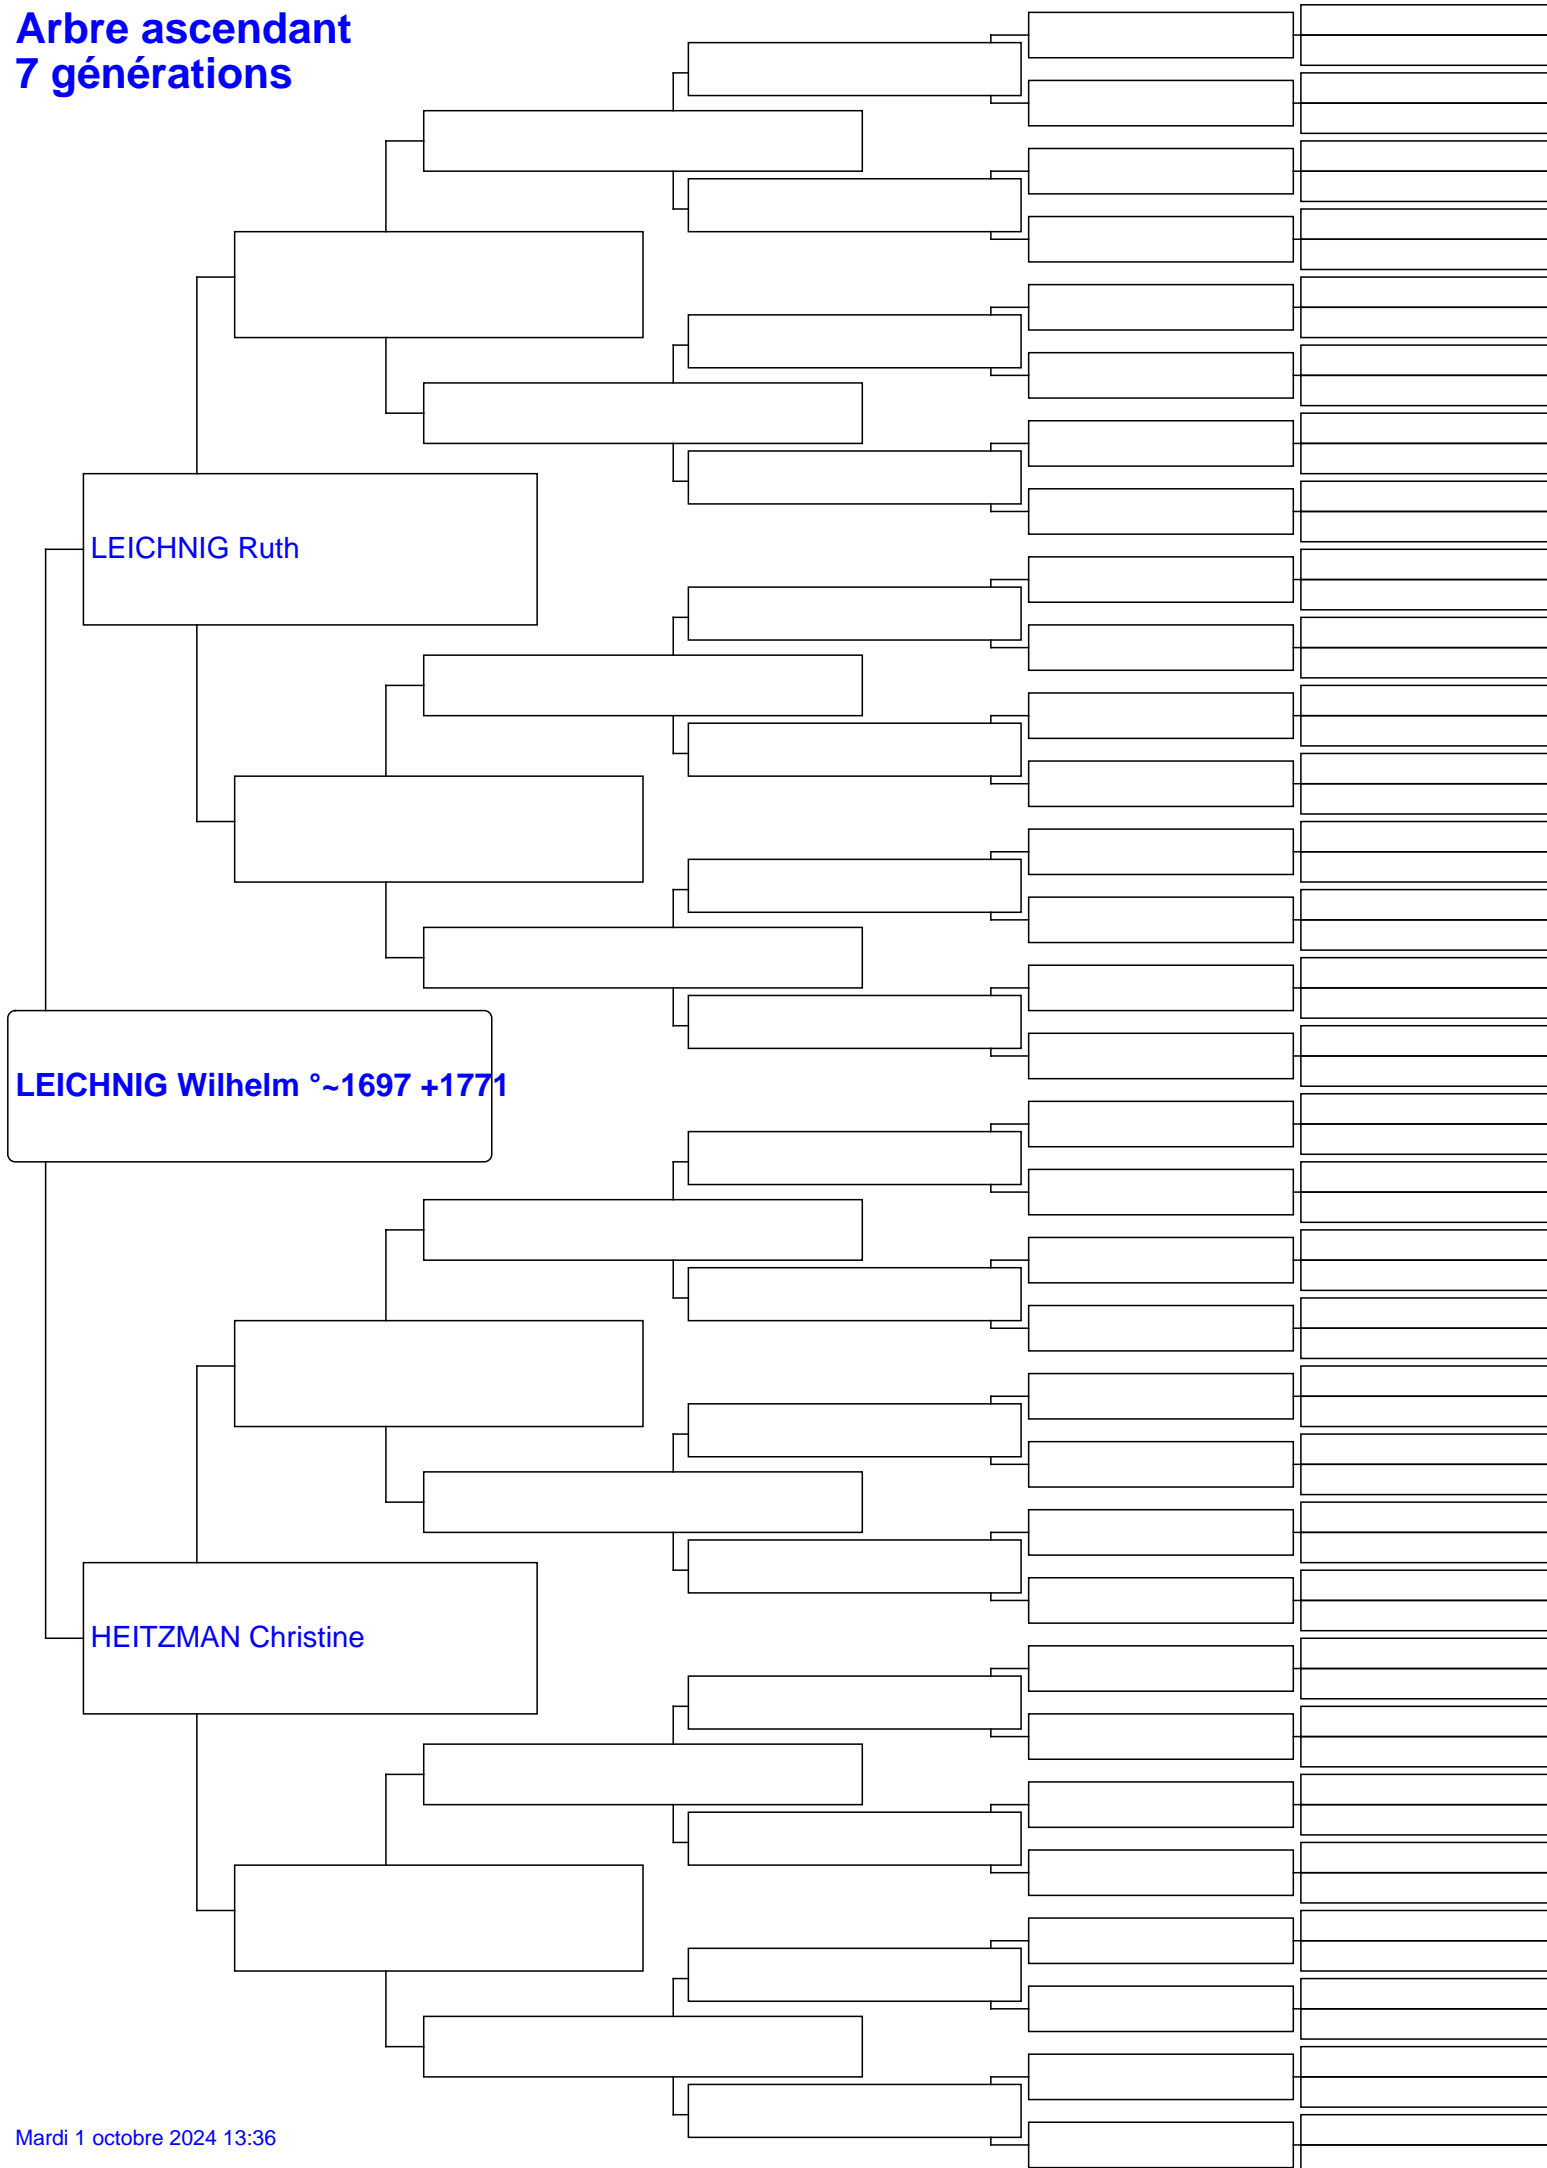 Arbre ascendant
7 générations
LEICHNIG Ruth
LEICHNIG Wilhelm °~1697 +1771
HEITZMAN Christine
Mardi 1 octobre 2024 13:36